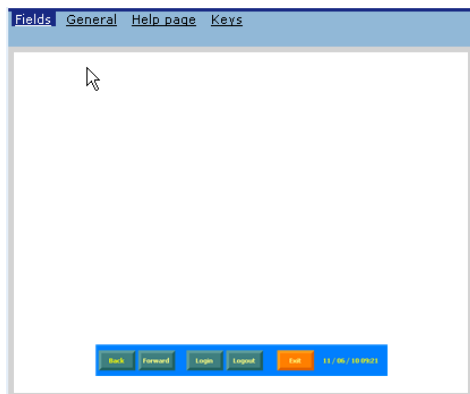 Fields General Help page Keys
Back Forward Login Logout Exit 11 / 06 / 10 09:21